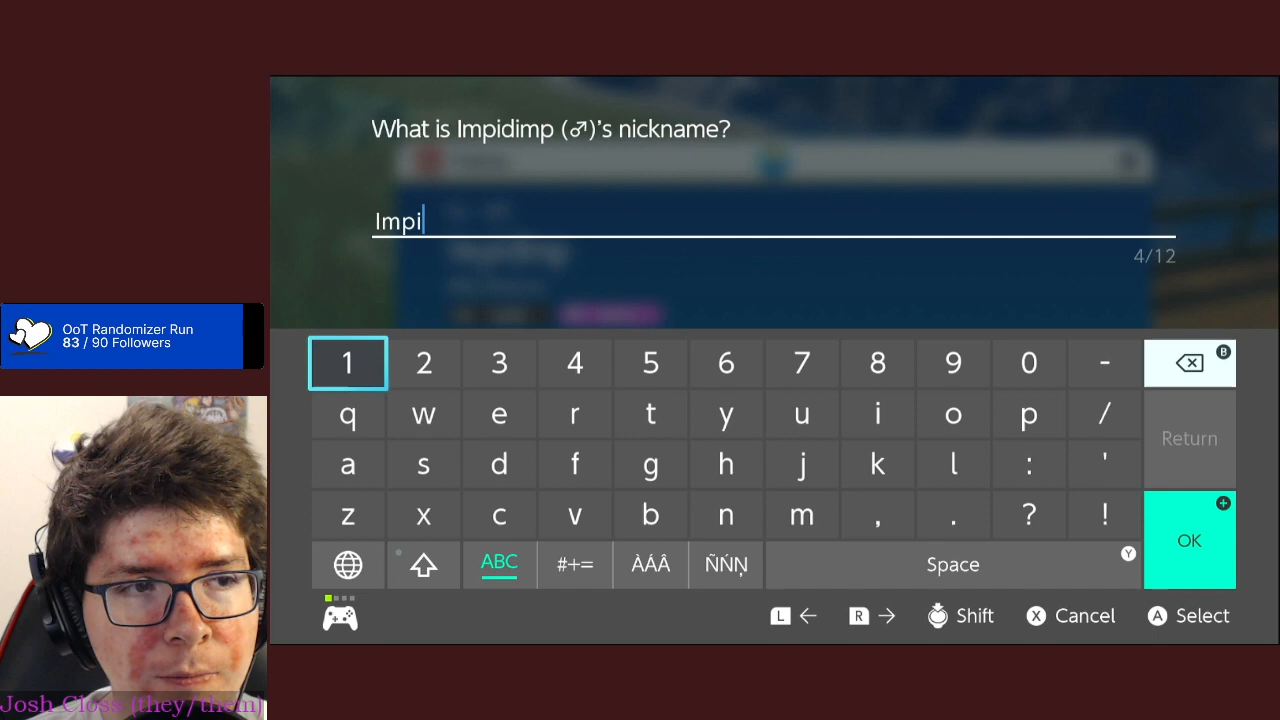 What is Impidimp (♂)'s nickname?
Impi
4/12
OoT Randomizer Run
83 / 90 Followers
1 2 3 4 5 6 7 8 9 0 - B
q w e r t y u i o p / Return
a s d f g h j k l : '
z x c v b n m , . ? ! + OK
ABC #+= ÀÁÂ ÑŃŅ Space Y
L ← R → Shift X Cancel A Select
Josh Closs (they/them)